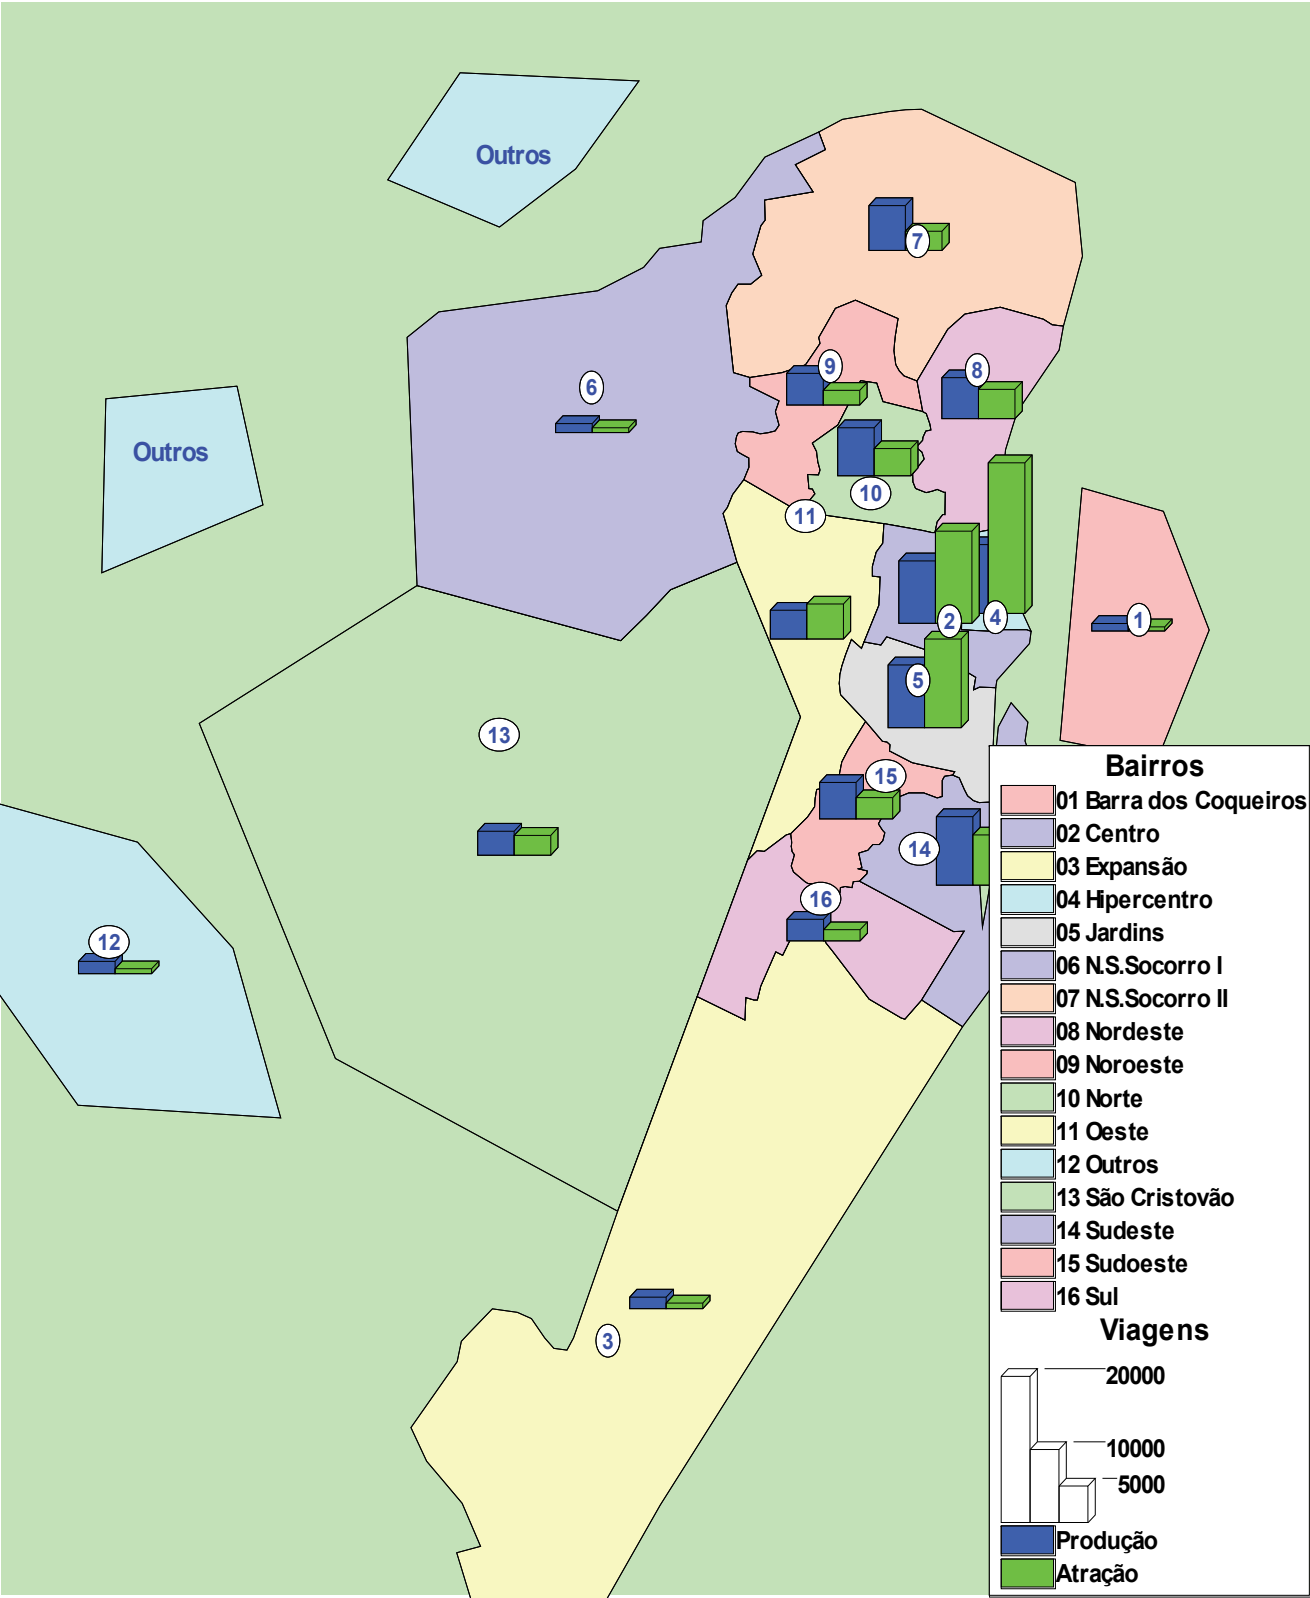 Outros
7
9
8
6
Outros
10
11
2
4
1
5
13
15
14
16
12
3
Bairros
01 Barra dos Coqueiros
02 Centro
03 Expansão
04 Hipercentro
05 Jardins
06 N.S.Socorro I
07 N.S.Socorro II
08 Nordeste
09 Noroeste
10 Norte
11 Oeste
12 Outros
13 São Cristovão
14 Sudeste
15 Sudoeste
16 Sul
Viagens
20000
10000
5000
Produção
Atração